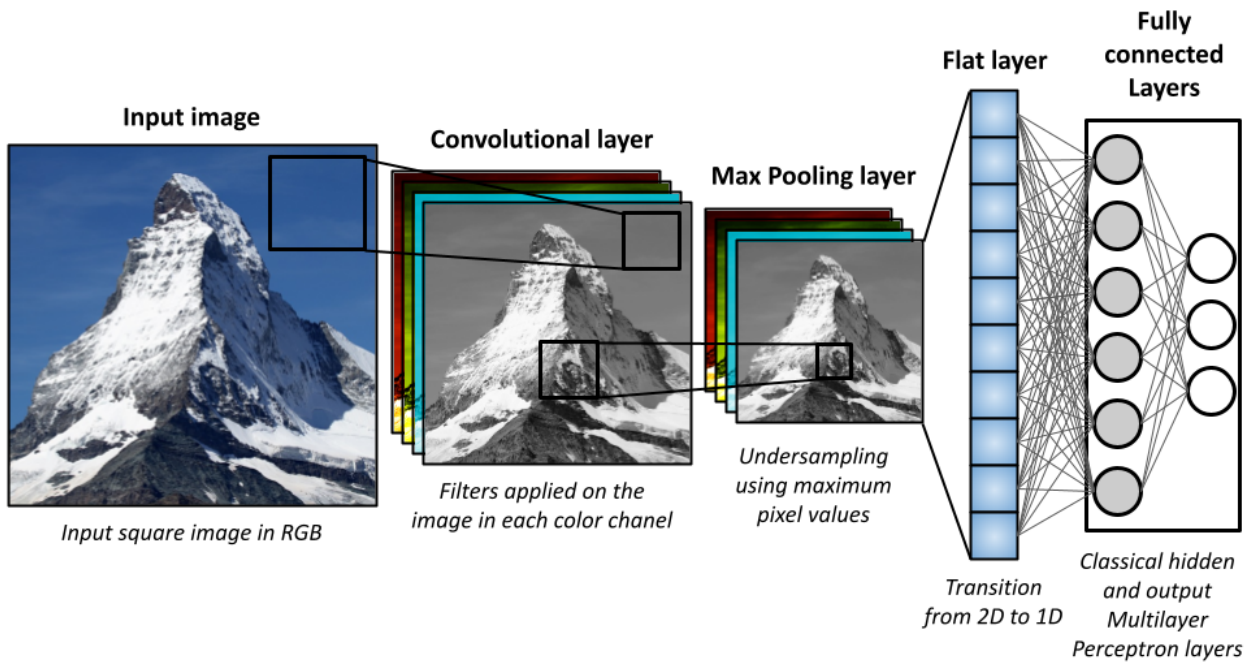 Input image
Input square image in RGB
Convolutional layer
Filters applied on the
image in each color chanel
Max Pooling layer
Undersampling
using maximum
pixel values
Flat layer
Transition
from 2D to 1D
Fully
connected
Layers
Classical hidden
and output
Multilayer
Perceptron layers